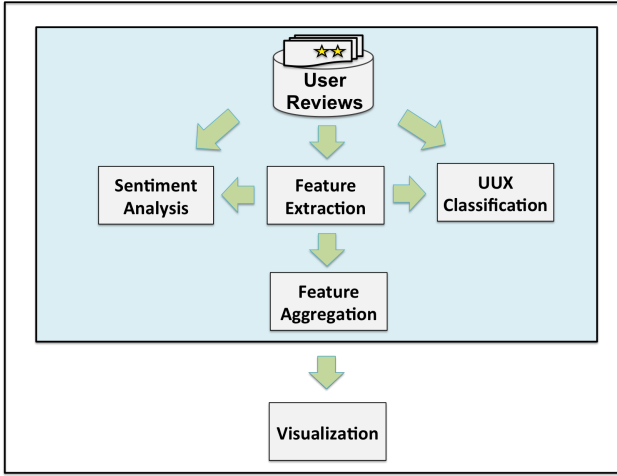 User
Reviews
Sentiment
Analysis
Feature
Extraction
UUX
Classification
Feature
Aggregation
Visualization